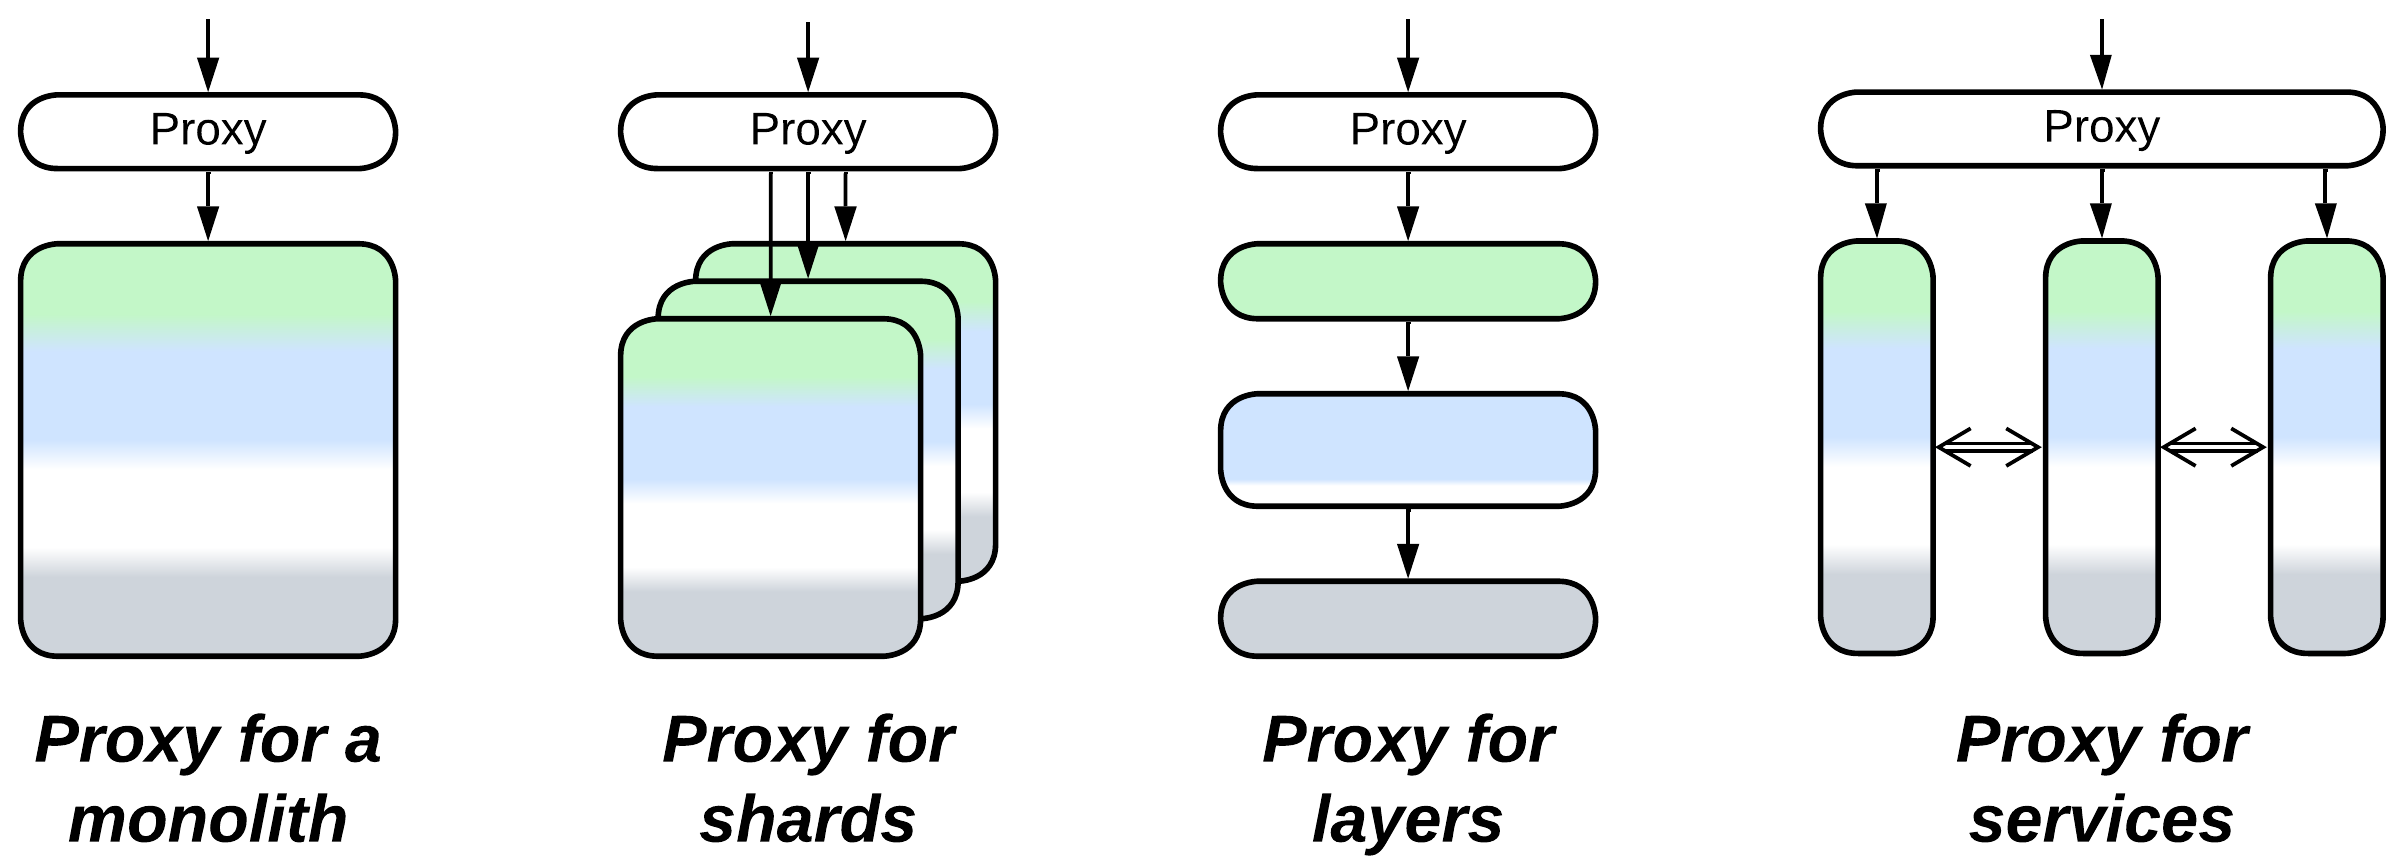 Proxy
Proxy
Proxy
Proxy
Proxy for a
monolith
Proxy for
shards
Proxy for
layers
Proxy for
services